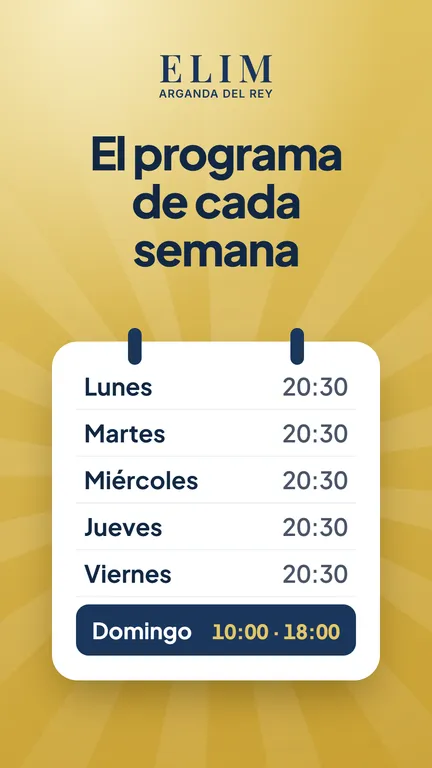 ELIM
ARGANDA DEL REY
El programa
de cada
semana
Lunes 20:30
Martes 20:30
Miércoles 20:30
Jueves 20:30
Viernes 20:30
Domingo 10:00 · 18:00